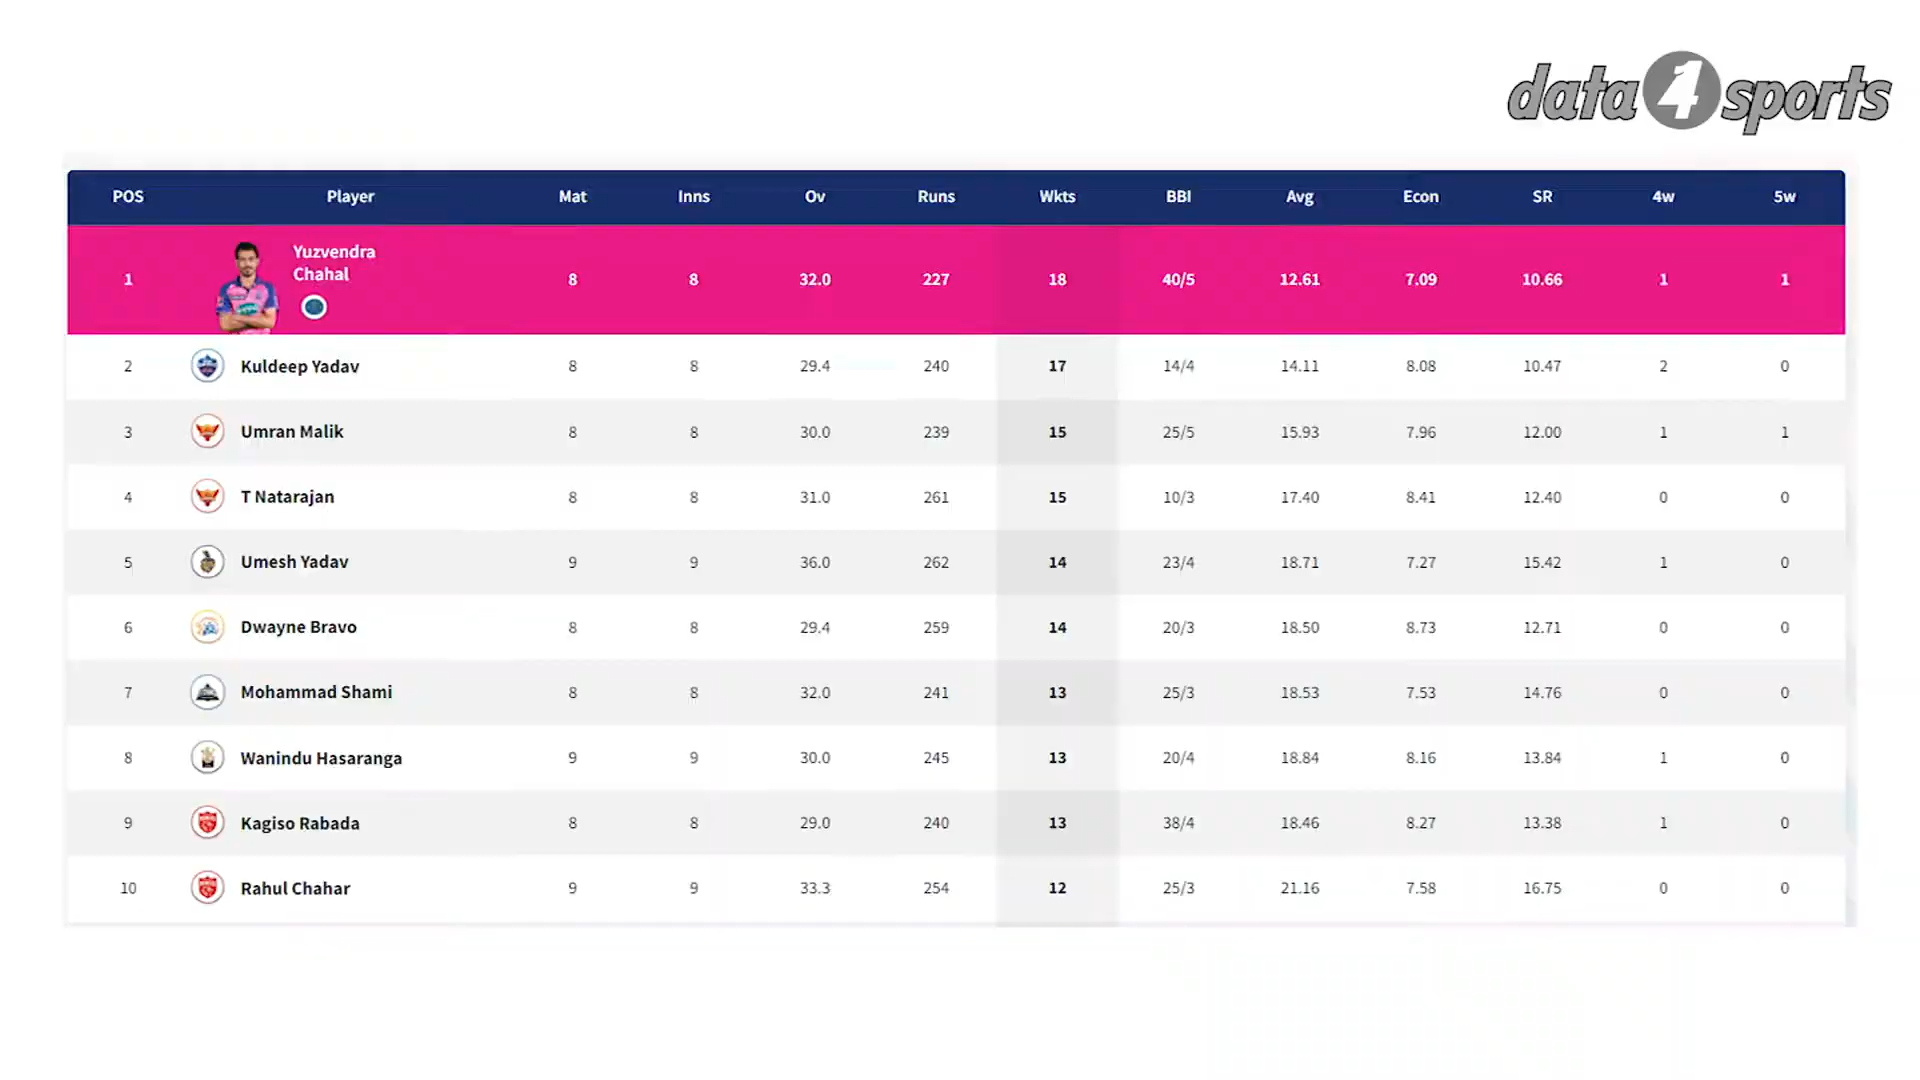 data4sports
POS Player Mat Inns Ov Runs Wkts BBI Avg Econ SR 4w 5w
1 Yuzvendra Chahal 8 8 32.0 227 18 40/5 12.61 7.09 10.66 1 1
2 Kuldeep Yadav 8 8 29.4 240 17 14/4 14.11 8.08 10.47 2 0
3 Umran Malik 8 8 30.0 239 15 25/5 15.93 7.96 12.00 1 1
4 T Natarajan 8 8 31.0 261 15 10/3 17.40 8.41 12.40 0 0
5 Umesh Yadav 9 9 36.0 262 14 23/4 18.71 7.27 15.42 1 0
6 Dwayne Bravo 8 8 29.4 259 14 20/3 18.50 8.73 12.71 0 0
7 Mohammad Shami 8 8 32.0 241 13 25/3 18.53 7.53 14.76 0 0
8 Wanindu Hasaranga 9 9 30.0 245 13 20/4 18.84 8.16 13.84 1 0
9 Kagiso Rabada 8 8 29.0 240 13 38/4 18.46 8.27 13.38 1 0
10 Rahul Chahar 9 9 33.3 254 12 25/3 21.16 7.58 16.75 0 0